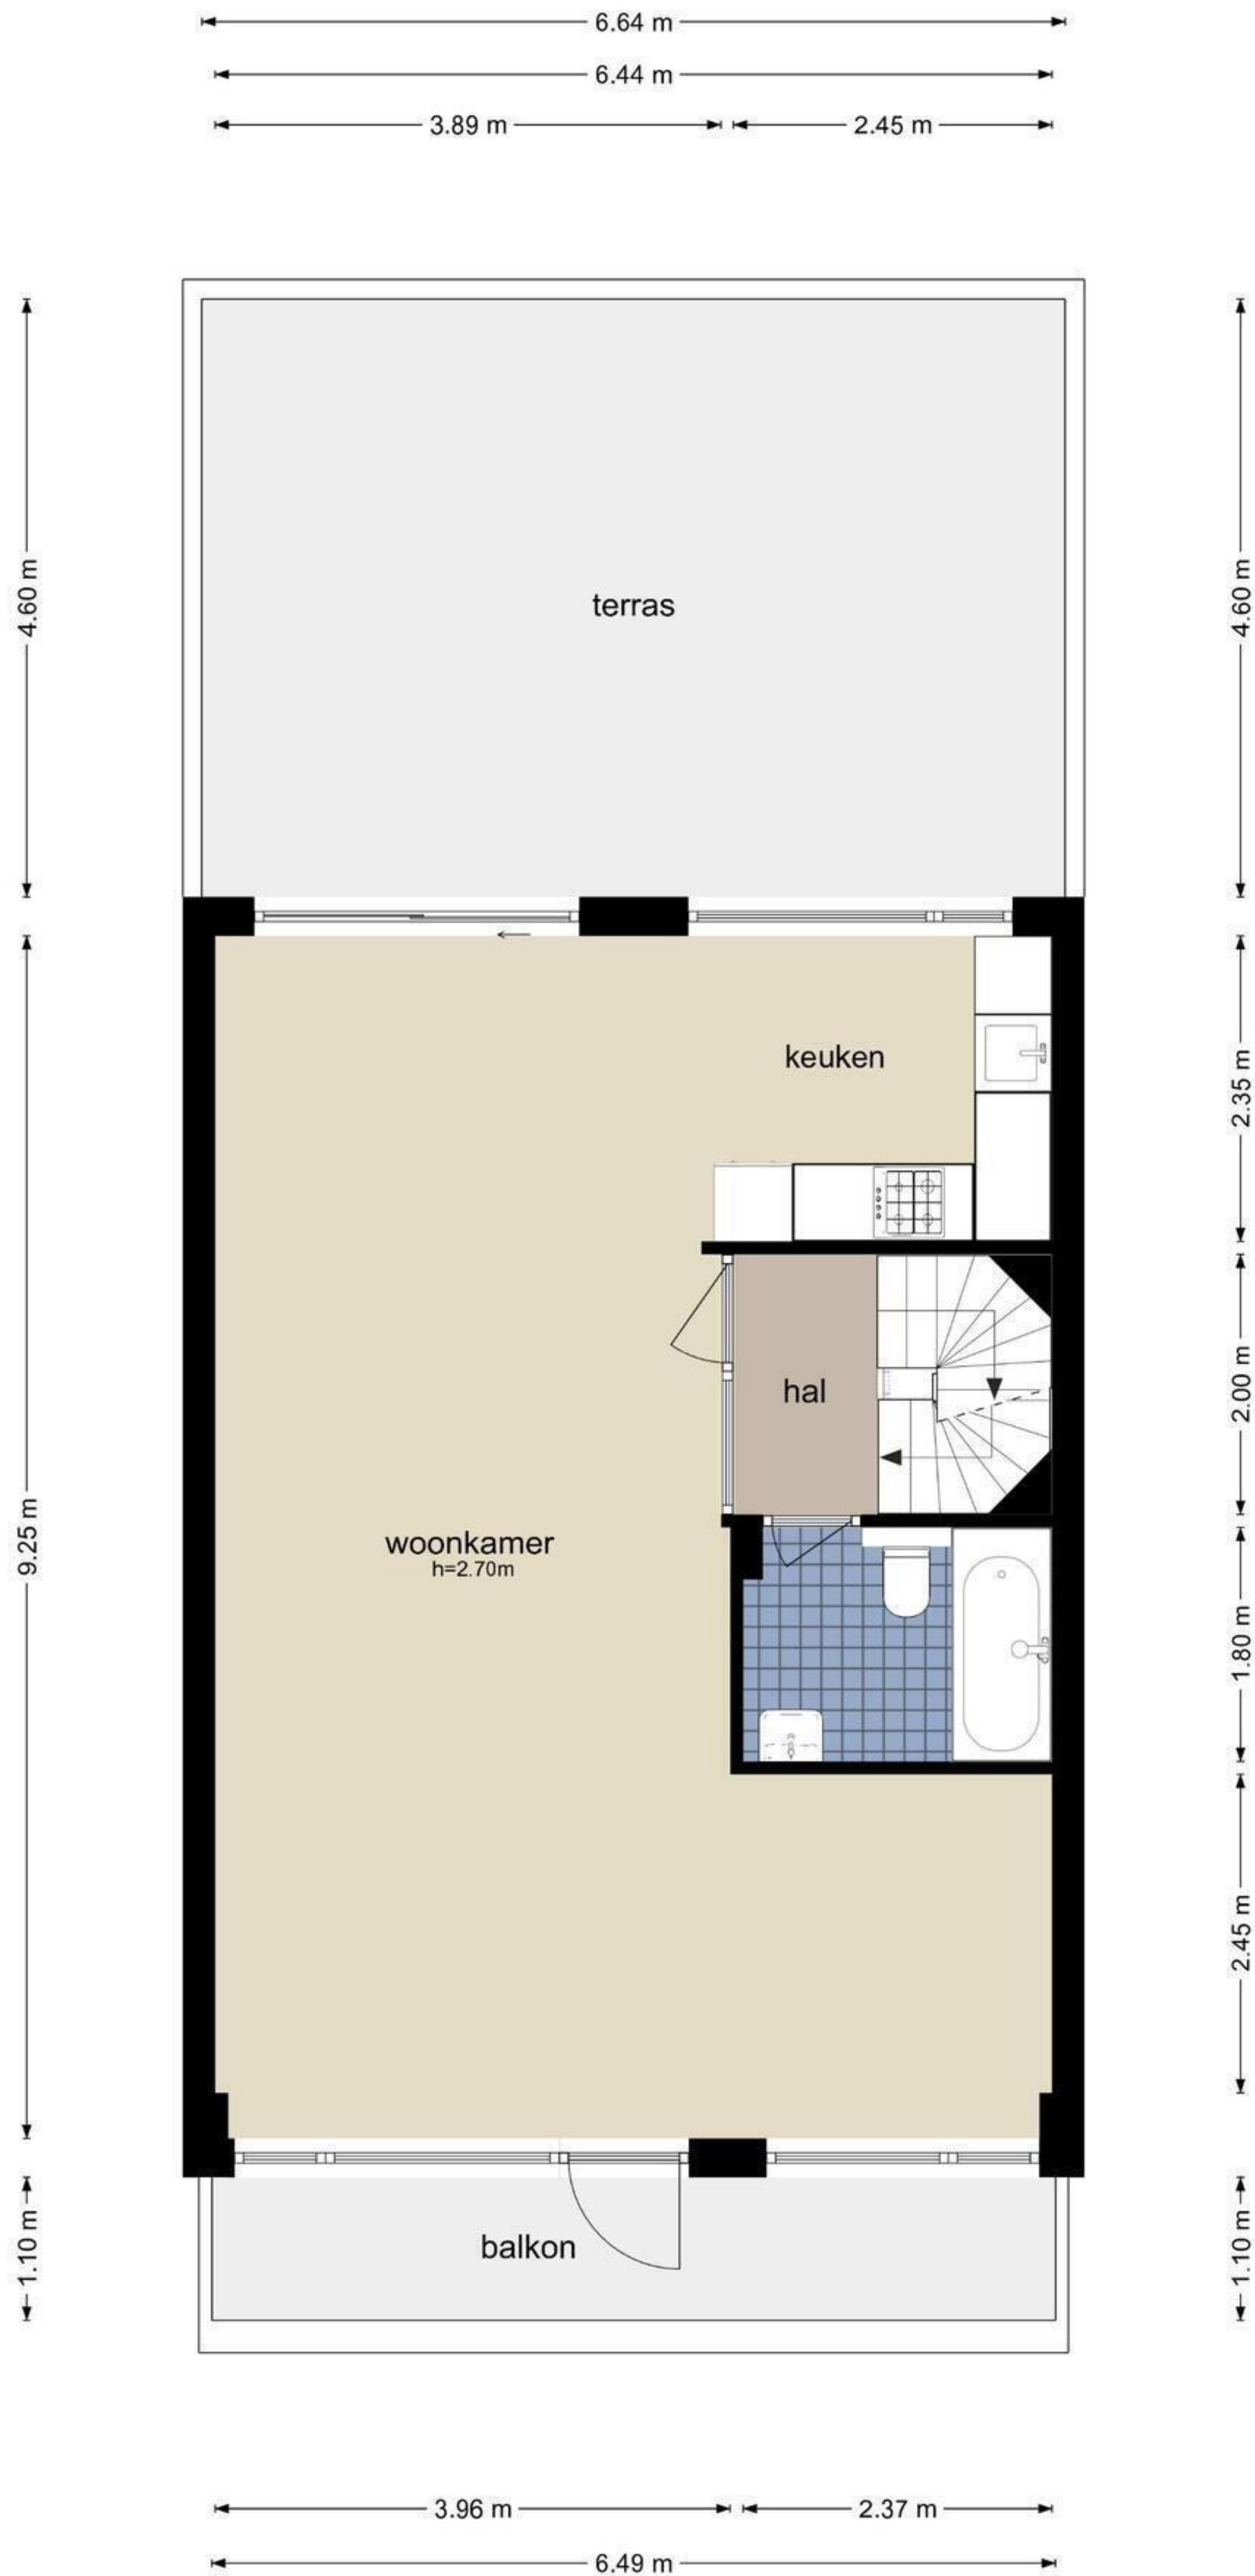 6.64 m
6.44 m
3.89 m
2.45 m
4.60 m
terras
4.60 m
keuken
2.35 m
hal
2.00 m
9.25 m
woonkamer
h=2.70m
1.80 m
2.45 m
1.10 m
balkon
1.10 m
3.96 m
2.37 m
6.49 m